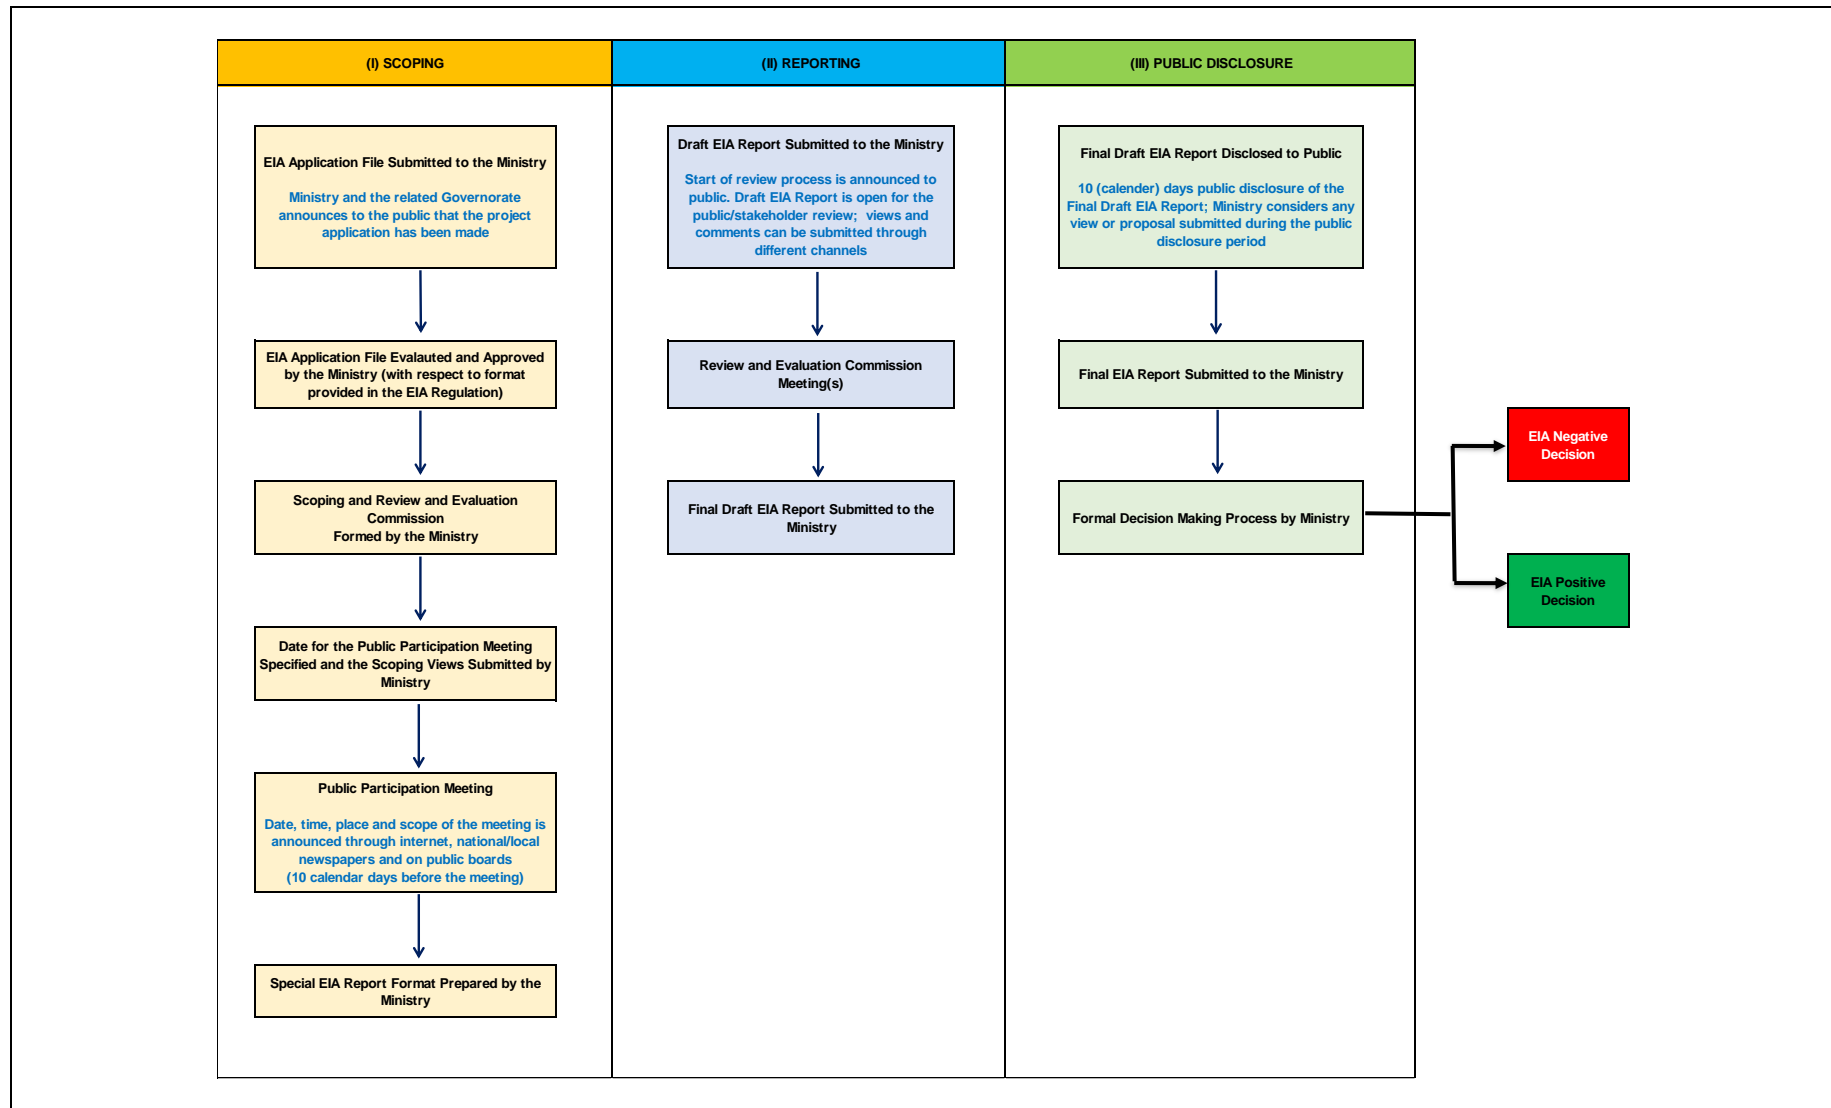 (I) SCOPING
EIA Application File Submitted to the Ministry
Ministry and the related Governorate
announces to the public that the project
application has been made
EIA Application File Evalauted and Approved
by the Ministry (with respect to format
provided in the EIA Regulation)
Scoping and Review and Evaluation
Commission
Formed by the Ministry
Date for the Public Participation Meeting
Specified and the Scoping Views Submitted by
Ministry
Public Participation Meeting
Date, time, place and scope of the meeting is
announced through internet, national/local
newspapers and on public boards
(10 calendar days before the meeting)
Special EIA Report Format Prepared by the
Ministry
(II) REPORTING
Draft EIA Report Submitted to the Ministry
Start of review process is announced to
public. Draft EIA Report is open for the
public/stakeholder review; views and
comments can be submitted through
different channels
Review and Evaluation Commission
Meeting(s)
Final Draft EIA Report Submitted to the
Ministry
(III) PUBLIC DISCLOSURE
Final Draft EIA Report Disclosed to Public
10 (calender) days public disclosure of the
Final Draft EIA Report; Ministry considers any
view or proposal submitted during the public
disclosure period
Final EIA Report Submitted to the Ministry
Formal Decision Making Process by Ministry
EIA Negative
Decision
EIA Positive
Decision